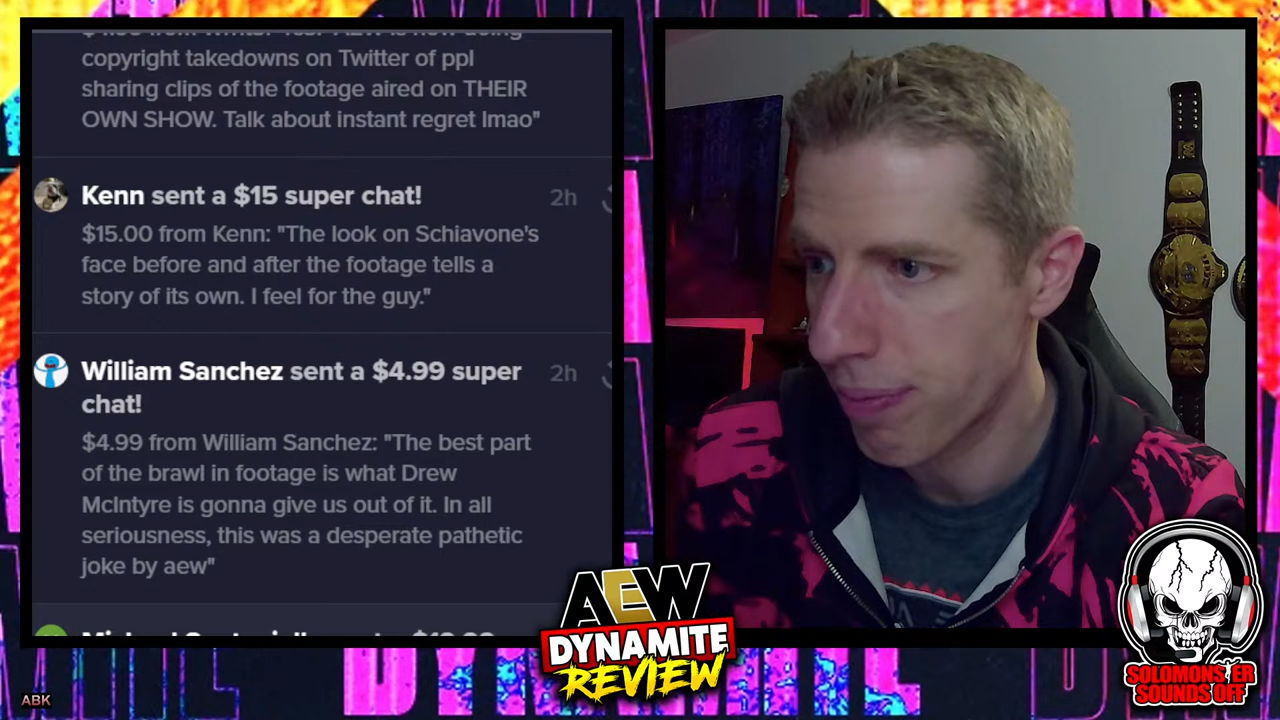 copyright takedowns on Twitter of ppl
sharing clips of the footage aired on THEIR
OWN SHOW. Talk about instant regret lmao"
Kenn sent a $15 super chat!
2h
$15.00 from Kenn: "The look on Schiavone's
face before and after the footage tells a
story of its own. I feel for the guy."
William Sanchez sent a $4.99 super
chat!
2h
$4.99 from William Sanchez: "The best part
of the brawl in footage is what Drew
McIntyre is gonna give us out of it. In all
seriousness, this was a desperate pathetic
joke by aew"
AEW
DYNAMITE
REVIEW
SOLOMONSTER
SOUNDS OFF
ABK